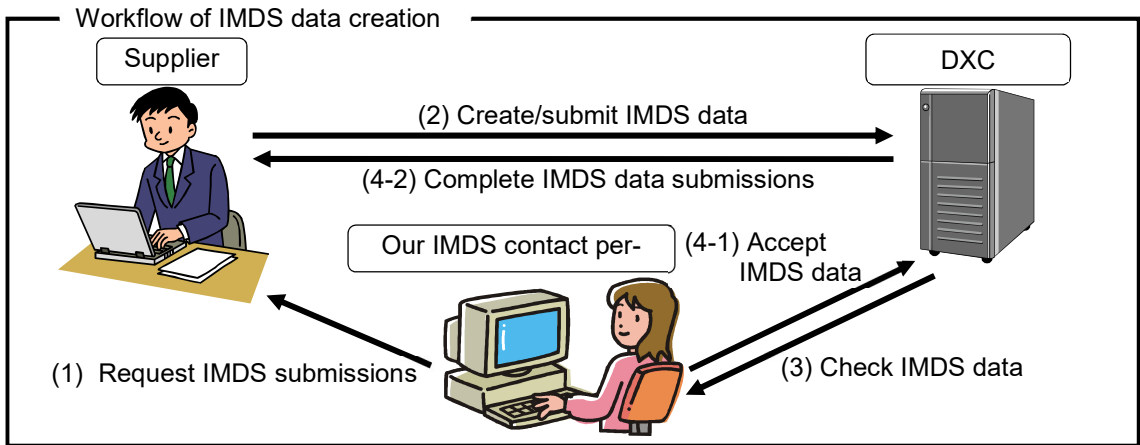 Workflow of IMDS data creation
Supplier
DXC
(2) Create/submit IMDS data
(4-2) Complete IMDS data submissions
Our IMDS contact per-
(4-1) Accept
IMDS data
(1) Request IMDS submissions
(3) Check IMDS data